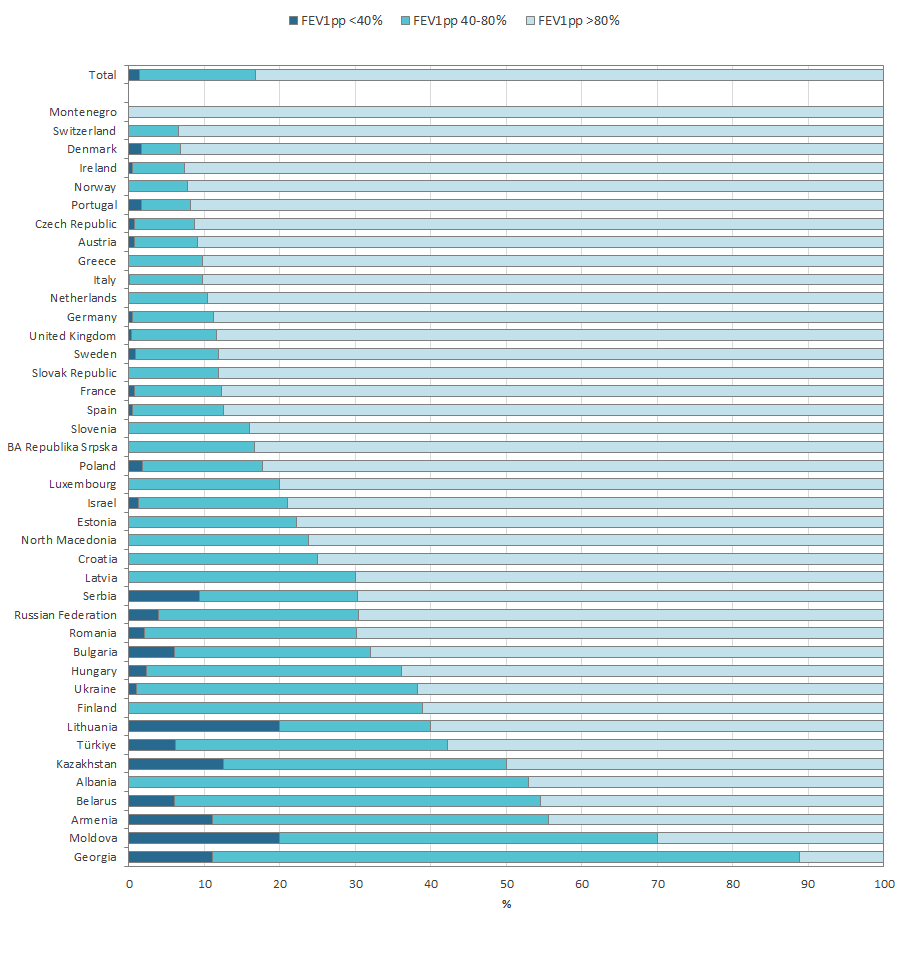 FEV1pp <40% FEV1pp 40-80% FEV1pp >80%
Total
Montenegro
Switzerland
Denmark
Ireland
Norway
Portugal
Czech Republic
Austria
Greece
Italy
Netherlands
Germany
United Kingdom
Sweden
Slovak Republic
France
Spain
Slovenia
BA Republika Srpska
Poland
Luxembourg
Israel
Estonia
North Macedonia
Croatia
Latvia
Serbia
Russian Federation
Romania
Bulgaria
Hungary
Ukraine
Finland
Lithuania
Türkiye
Kazakhstan
Albania
Belarus
Armenia
Moldova
Georgia
0 10 20 30 40 50 60 70 80 90 100
%